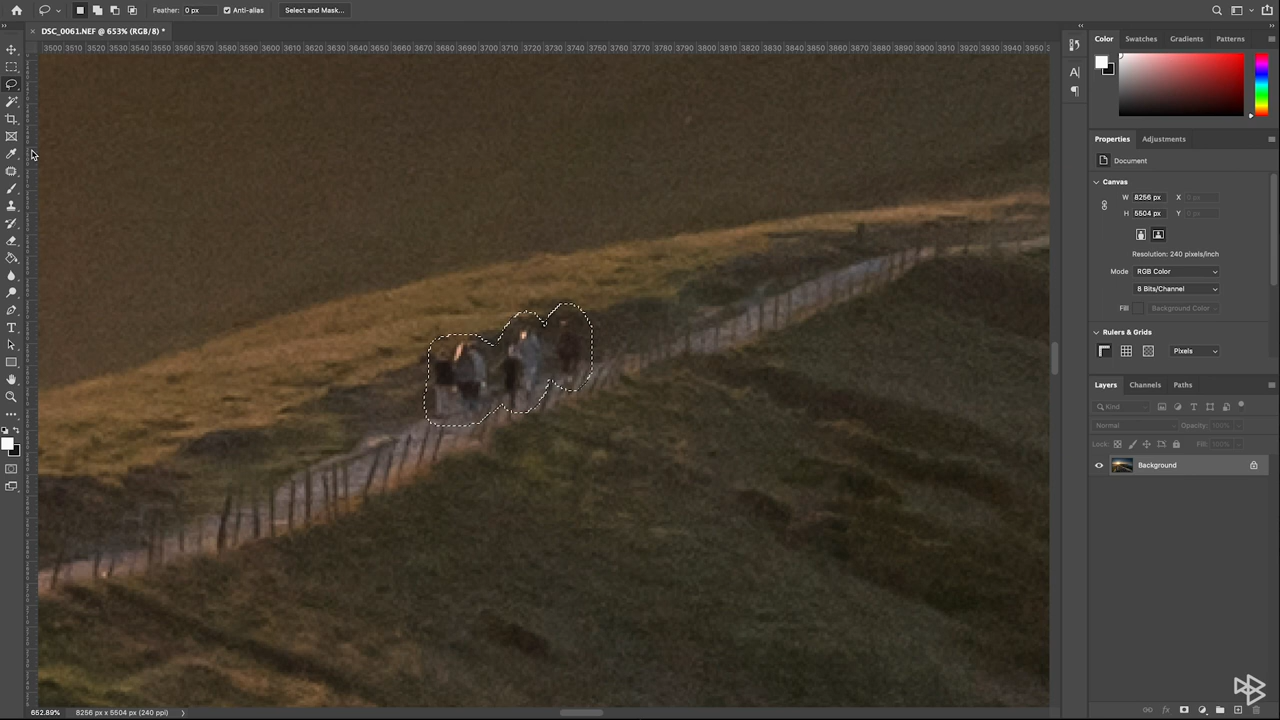 Feather: 0 px Anti-alias Select and Mask...
× DSC_0061.NEF @ 653% (RGB/8) *
3500 3510 3520 3530 3540 3550 3560 3570 3580 3590 3600 3610 3620 3630 3640 3650 3660 3670 3680 3690 3700 3710 3720 3730 3740 3750 3760 3770 3780 3790 3800 3810 3820 3830 3840 3850 3860 3870 3880 3890 3900 3910 3920 3930 3940 3950
Color Swatches Gradients Patterns
Properties Adjustments
Document
Canvas
W 8256 px X 0 px
H 5504 px Y 0 px
Resolution: 240 pixels/inch
Mode RGB Color
8 Bits/Channel
Fill Background Color
Rulers & Grids
Pixels
Layers Channels Paths
Kind
Normal Opacity: 100%
Lock: Fill: 100%
Background
652.89% 8256 px x 5504 px (240 ppi)